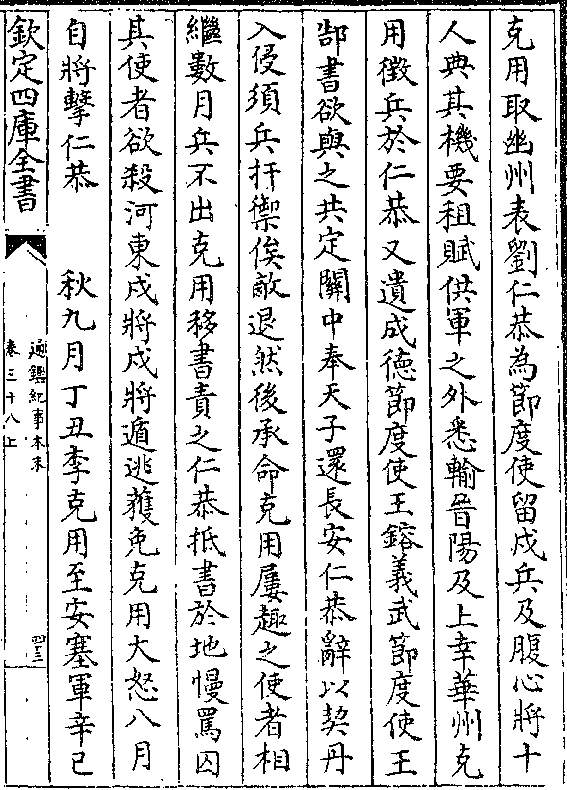 克用取幽州表劉仁恭為節度使留戍兵及腹心將十
人典其機要租賦供軍之外悉輸晉陽及上幸華州克
用徵兵於仁恭又遺成德節度使王鎔義武節度使王
郜書欲與之共定關中奉天子還長安仁恭辭以契丹
入侵須兵扞禦俟敵退然後承命克用屢趣之使者相
繼數月兵不出克用移書責之仁恭抵書於地慢罵囚
其使者欲殺河東戍將戍將遁逃獲免克用大怒八月
自將擊仁恭　秋九月丁丑李克用至安塞軍辛巳
欽定四庫全書
通鑑紀事本末
卷三十八上
四三